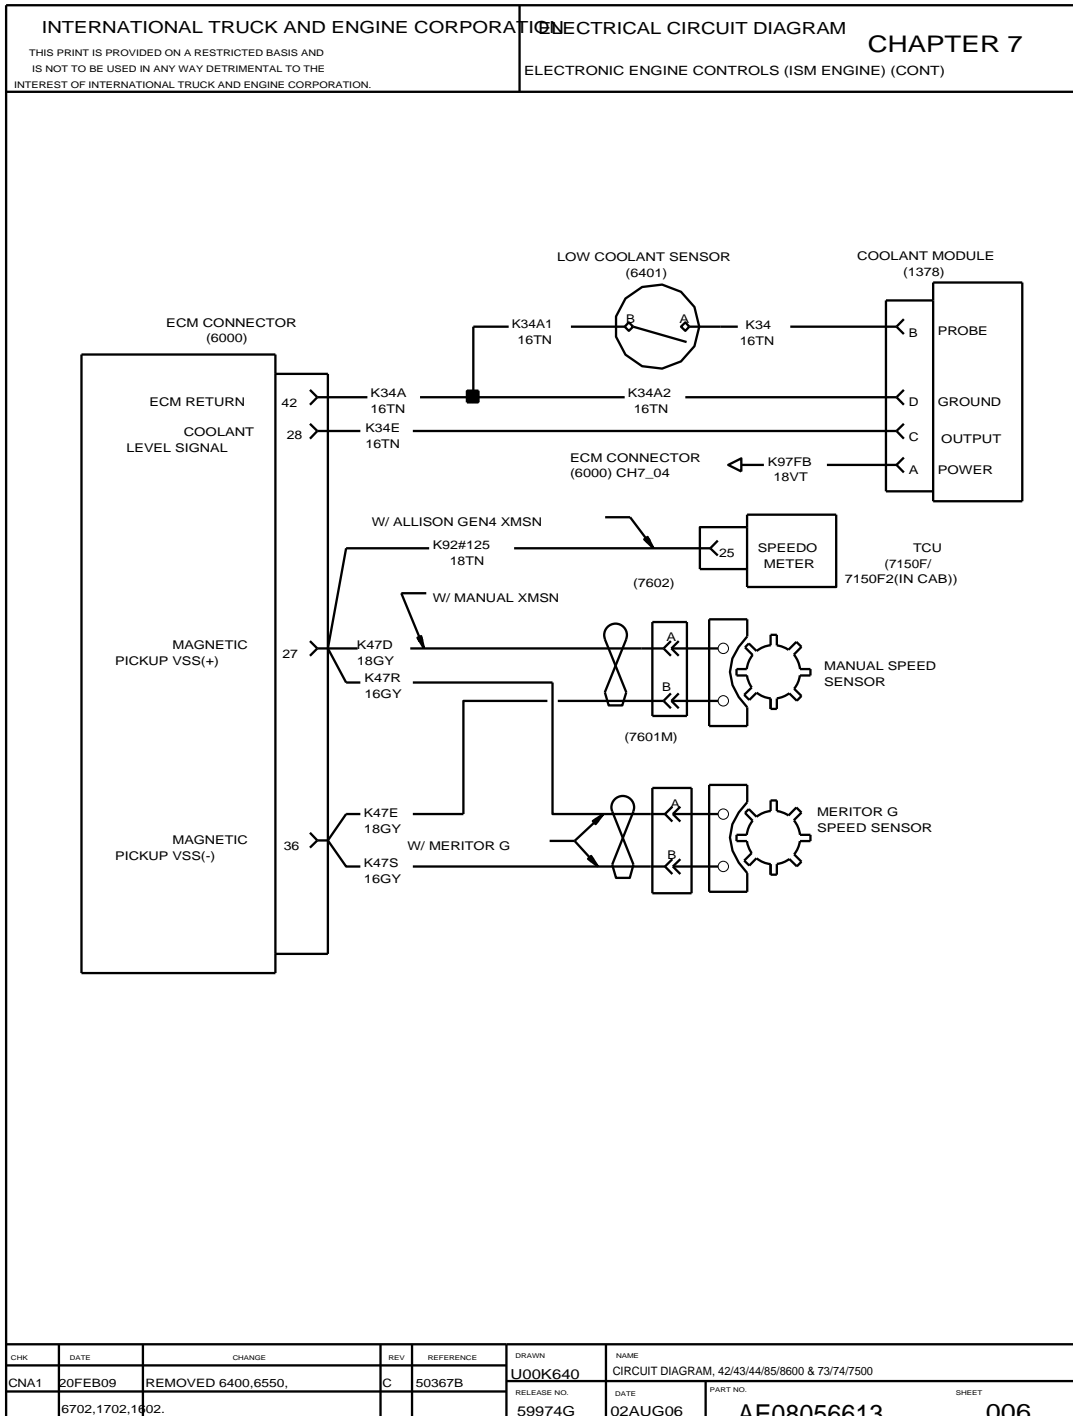 INTERNATIONAL TRUCK AND ENGINE CORPORATION
THIS PRINT IS PROVIDED ON A RESTRICTED BASIS AND
IS NOT TO BE USED IN ANY WAY DETRIMENTAL TO THE
INTEREST OF INTERNATIONAL TRUCK AND ENGINE CORPORATION.
ELECTRICAL CIRCUIT DIAGRAM
CHAPTER 7
ELECTRONIC ENGINE CONTROLS (ISM ENGINE) (CONT)
LOW COOLANT SENSOR
(6401)
COOLANT MODULE
(1378)
ECM CONNECTOR
(6000)
K34A1
16TN
B
A
K34
16TN
B
PROBE
ECM RETURN
42
K34A
16TN
K34A2
16TN
D
GROUND
COOLANT
LEVEL SIGNAL
28
K34E
16TN
C
OUTPUT
ECM CONNECTOR
(6000) CH7_04
K97FB
18VT
A
POWER
W/ ALLISON GEN4 XMSN
K92#125
18TN
25
SPEEDO
METER
TCU
(7150F/
7150F2(IN CAB))
(7602)
W/ MANUAL XMSN
MAGNETIC
PICKUP VSS(+)
27
K47D
18GY
K47R
16GY
A
B
(7601M)
MANUAL SPEED
SENSOR
MAGNETIC
PICKUP VSS(-)
36
K47E
18GY
K47S
16GY
W/ MERITOR G
A
B
MERITOR G
SPEED SENSOR
CHK
DATE
CHANGE
REV
REFERENCE
DRAWN
NAME
CNA1
20FEB09
REMOVED 6400,6550,
C
50367B
U00K640
CIRCUIT DIAGRAM, 42/43/44/85/8600 & 73/74/7500
6702,1702,1602.
RELEASE NO.
DATE
PART NO.
SHEET
59974G
02AUG06
AE08056613
006